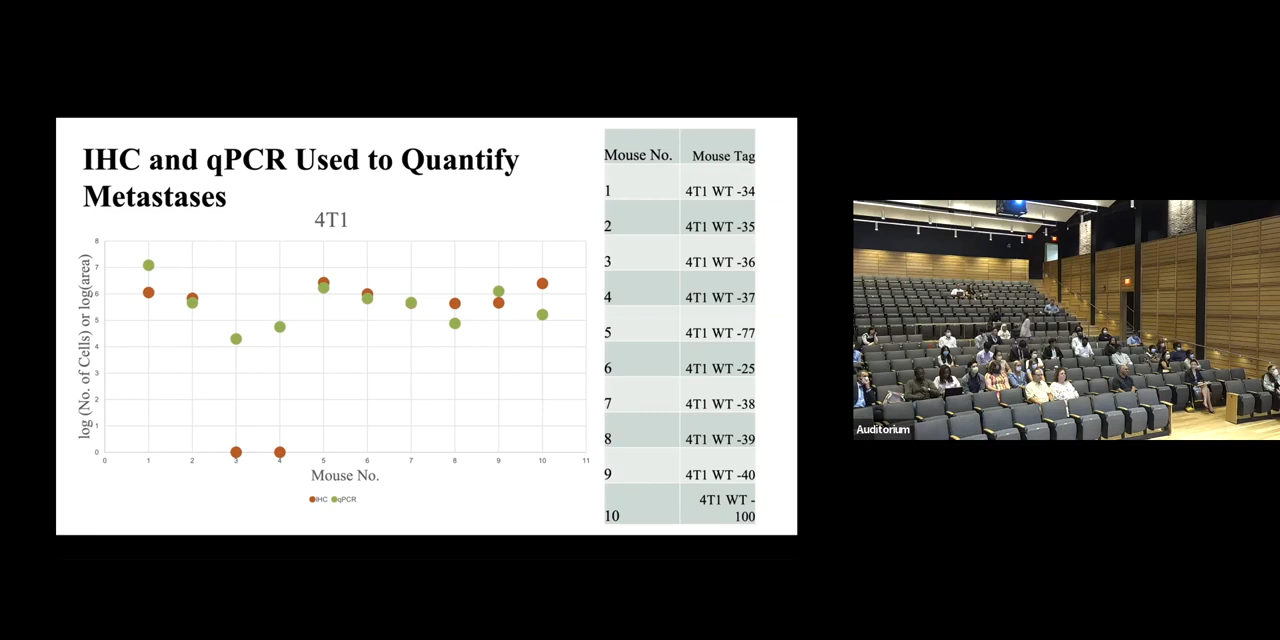 IHC and qPCR Used to Quantify
Metastases
4T1
log (No. of Cells) or log(area)
8
7
6
5
4
3
2
1
0
0 1 2 3 4 5 6 7 8 9 10 11
Mouse No.
IHC qPCR
Mouse No. Mouse Tag
1 4T1 WT -34
2 4T1 WT -35
3 4T1 WT -36
4 4T1 WT -37
5 4T1 WT -77
6 4T1 WT -25
7 4T1 WT -38
8 4T1 WT -39
9 4T1 WT -40
10 4T1 WT -
100
Auditorium